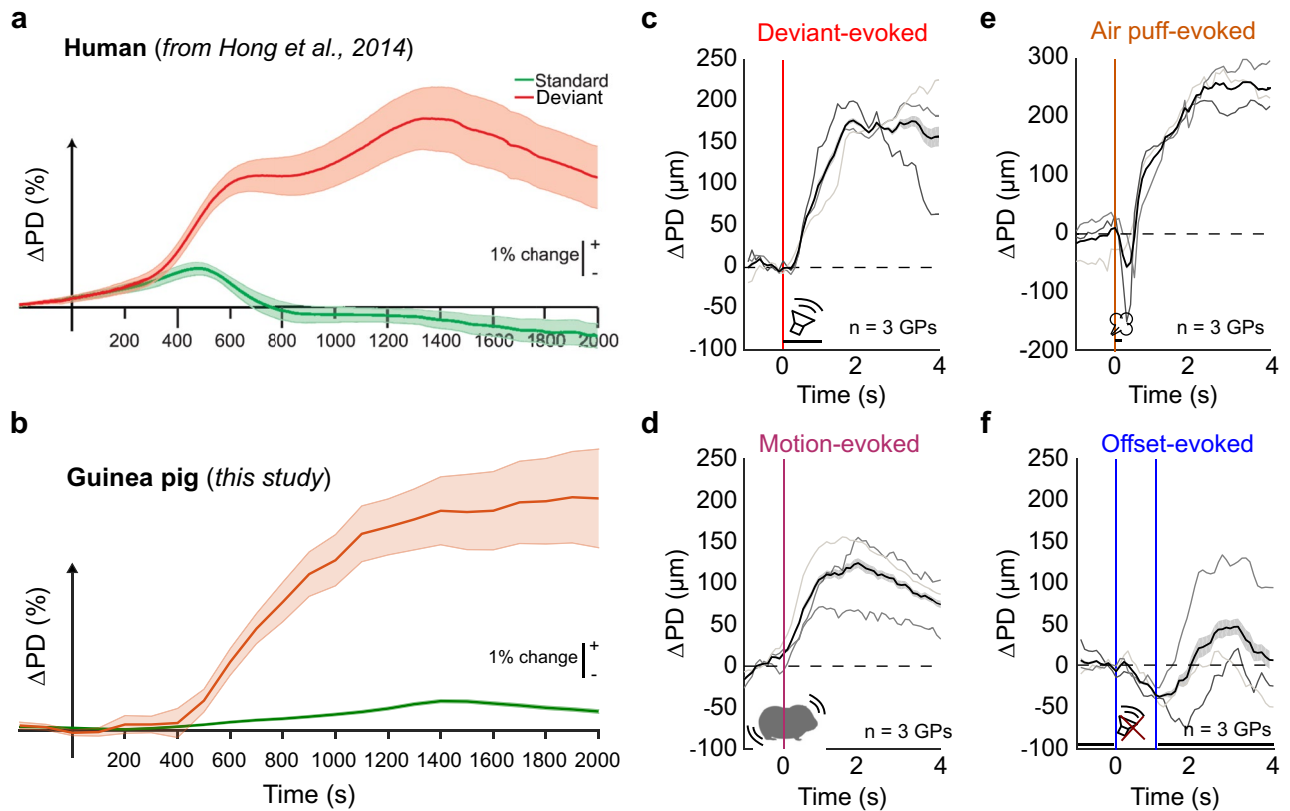 a
Human (from Hong et al., 2014)
Standard
Deviant
ΔPD (%)
1% change
+
-
200 400 600 800 1000 1200 1400 1600 1800 2000
b
Guinea pig (this study)
ΔPD (%)
1% change
+
-
200 400 600 800 1000 1200 1400 1600 1800 2000
Time (s)
c
Deviant-evoked
ΔPD (µm)
250
200
150
100
50
0
-50
-100
n = 3 GPs
0 2 4
Time (s)
d
Motion-evoked
ΔPD (µm)
250
200
150
100
50
0
-50
-100
n = 3 GPs
0 2 4
Time (s)
e
Air puff-evoked
ΔPD (µm)
300
200
100
0
-100
-200
n = 3 GPs
0 2 4
Time (s)
f
Offset-evoked
ΔPD (µm)
250
200
150
100
50
0
-50
-100
n = 3 GPs
0 2 4
Time (s)